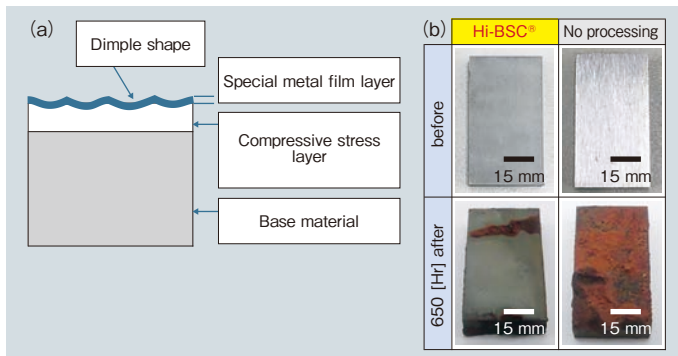 (a)
Dimple shape
Special metal film layer
Compressive stress
layer
Base material
(b)
Hi-BSC®
No processing
before
15 mm
15 mm
650 [Hr] after
15 mm
15 mm